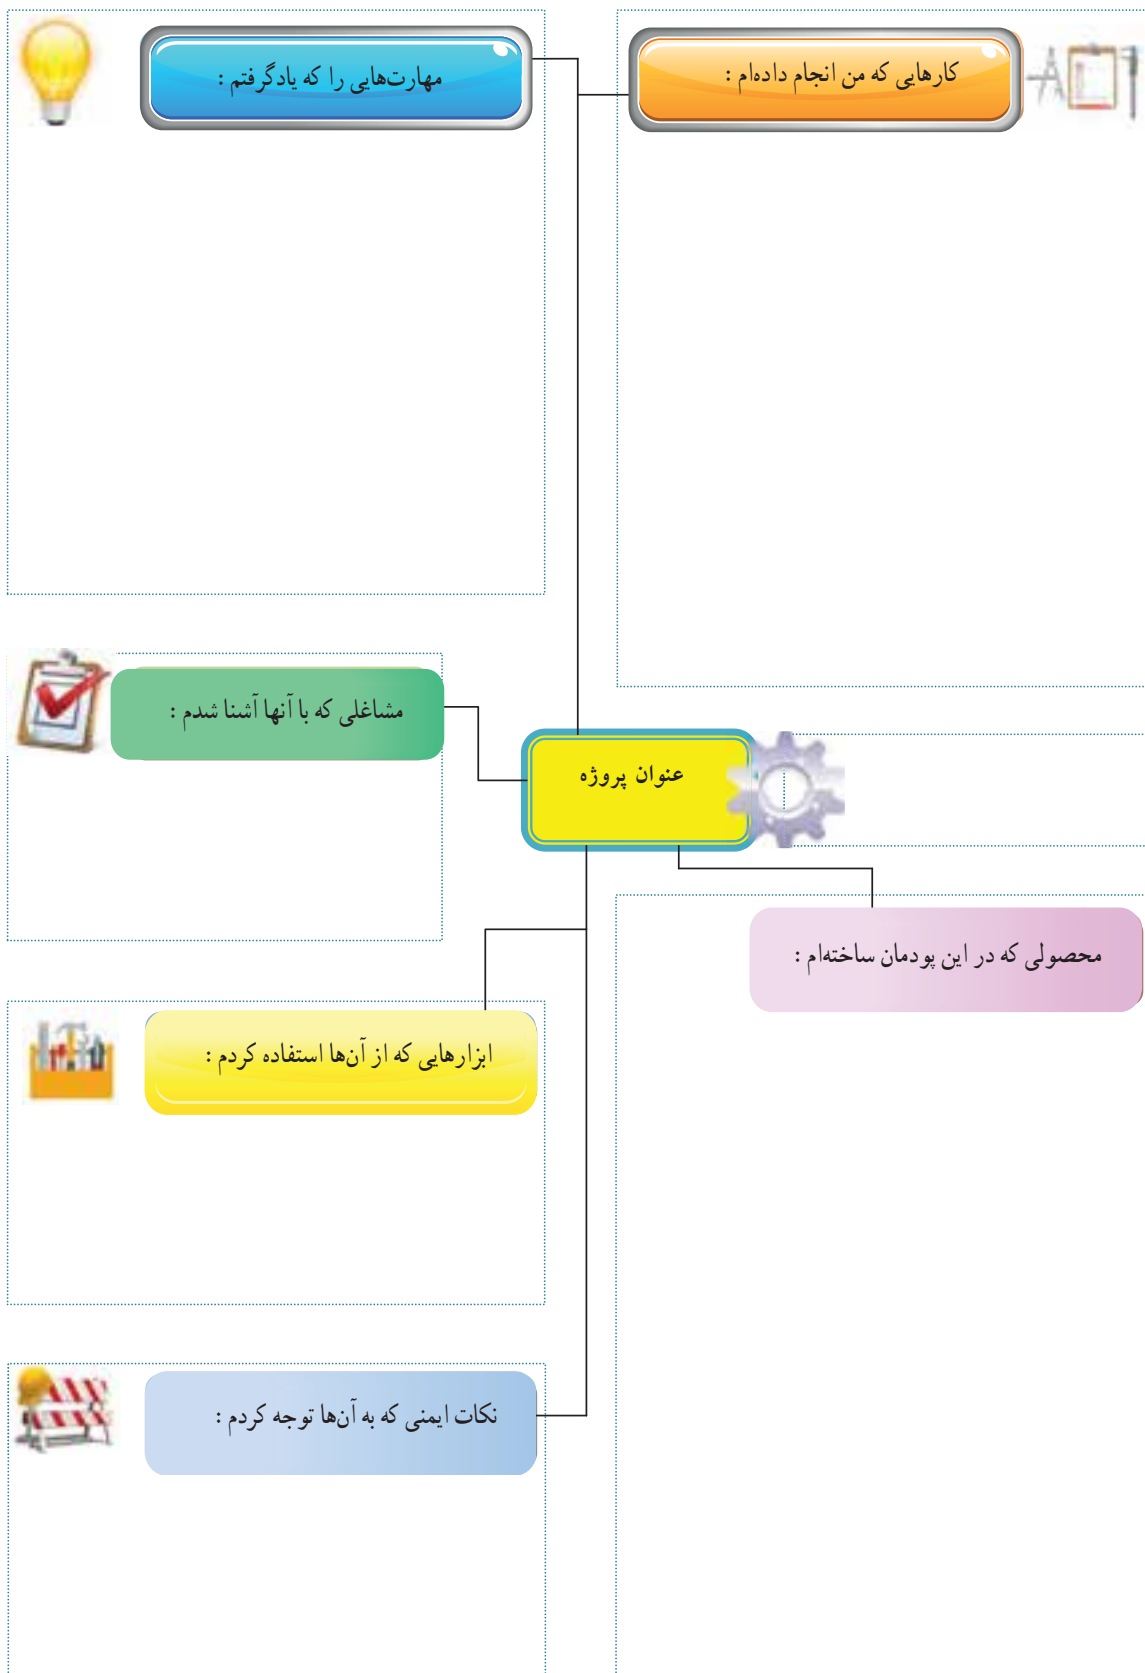 کارهایی که من انجام داده‌ام :
مهارت‌هایی را که یادگرفتم :
مشاغلی که با آنها آشنا شدم :
عنوان پروژه
محصولی که در این پودمان ساخته‌ام :
ابزارهایی که از آن‌ها استفاده کردم :
نکات ایمنی که به آن‌ها توجه کردم :